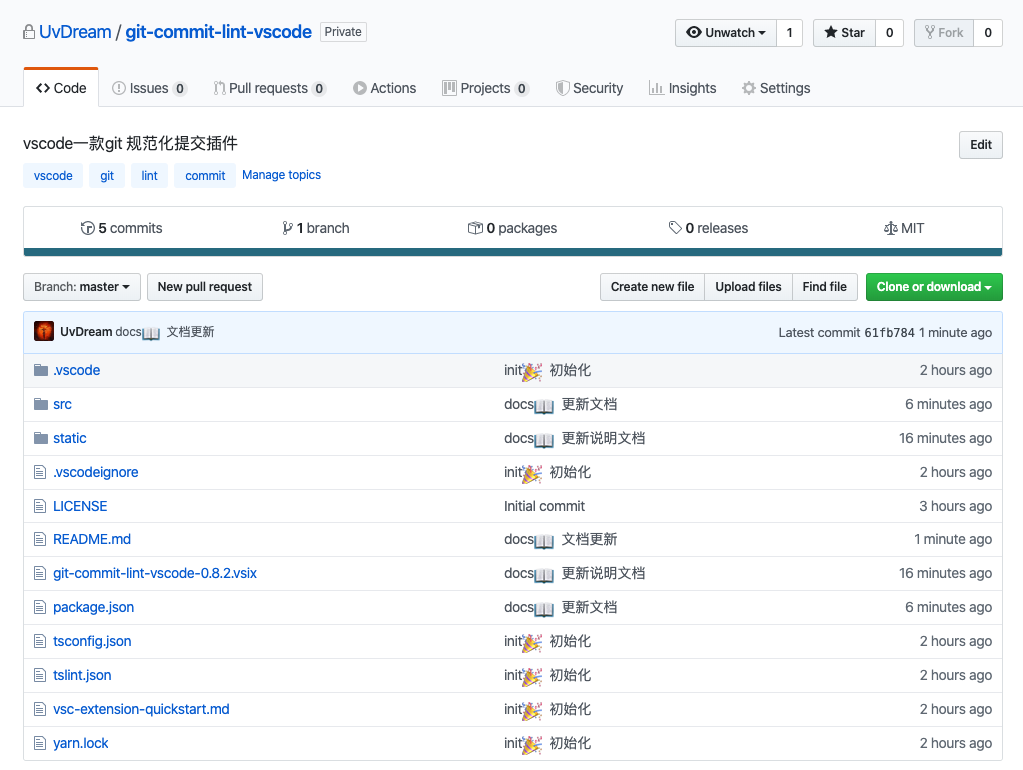 UvDream / git-commit-lint-vscode Private
Unwatch 1 Star 0 Fork 0
Code Issues 0 Pull requests 0 Actions Projects 0 Security Insights Settings
vscode一款git 规范化提交插件 Edit
vscode git lint commit Manage topics
5 commits 1 branch 0 packages 0 releases MIT
Branch: master New pull request Create new file Upload files Find file Clone or download
UvDream docs📖 文档更新 Latest commit 61fb784 1 minute ago
.vscode init🎉 初始化 2 hours ago
src docs📖 更新文档 6 minutes ago
static docs📖 更新说明文档 16 minutes ago
.vscodeignore init🎉 初始化 2 hours ago
LICENSE Initial commit 3 hours ago
README.md docs📖 文档更新 1 minute ago
git-commit-lint-vscode-0.8.2.vsix docs📖 更新说明文档 16 minutes ago
package.json docs📖 更新文档 6 minutes ago
tsconfig.json init🎉 初始化 2 hours ago
tslint.json init🎉 初始化 2 hours ago
vsc-extension-quickstart.md init🎉 初始化 2 hours ago
yarn.lock init🎉 初始化 2 hours ago